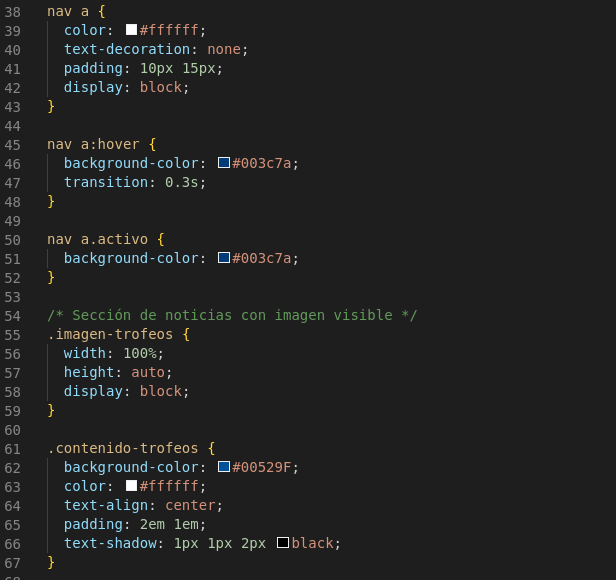 38 nav a {
39 color: #ffffff;
40 text-decoration: none;
41 padding: 10px 15px;
42 display: block;
43 }
44
45 nav a:hover {
46 background-color: #003c7a;
47 transition: 0.3s;
48 }
49
50 nav a.activo {
51 background-color: #003c7a;
52 }
53
54 /* Sección de noticias con imagen visible */
55 .imagen-trofeos {
56 width: 100%;
57 height: auto;
58 display: block;
59 }
60
61 .contenido-trofeos {
62 background-color: #00529F;
63 color: #ffffff;
64 text-align: center;
65 padding: 2em 1em;
66 text-shadow: 1px 1px 2px black;
67 }